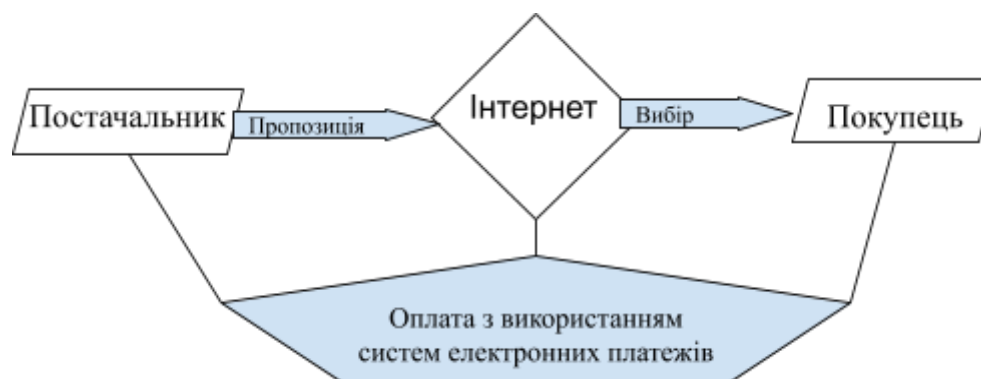 Постачальник
Пропозиція
Інтернет
Вибір
Покупець
Оплата з використанням
систем електронних платежів